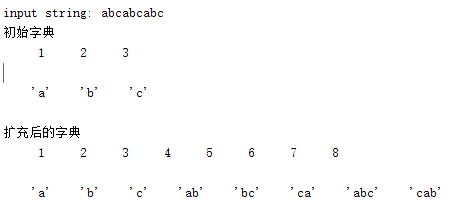 input string: abcabcabc
初始字典
1 2 3
'a' 'b' 'c'
扩充后的字典
1 2 3 4 5 6 7 8
'a' 'b' 'c' 'ab' 'bc' 'ca' 'abc' 'cab'